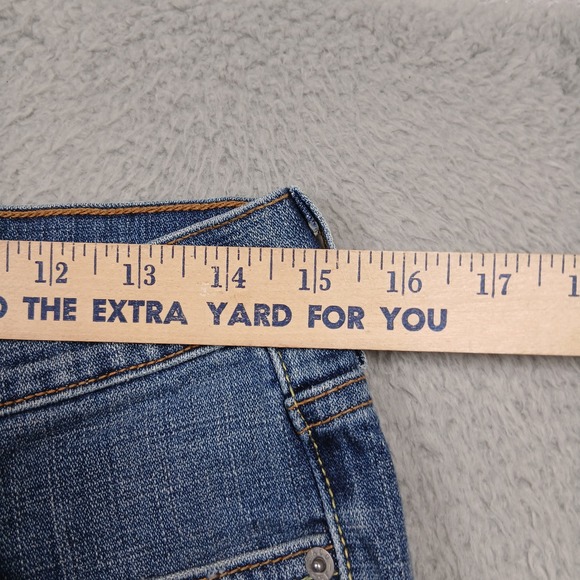 12 13 14 15 16 17
THE EXTRA YARD FOR YOU